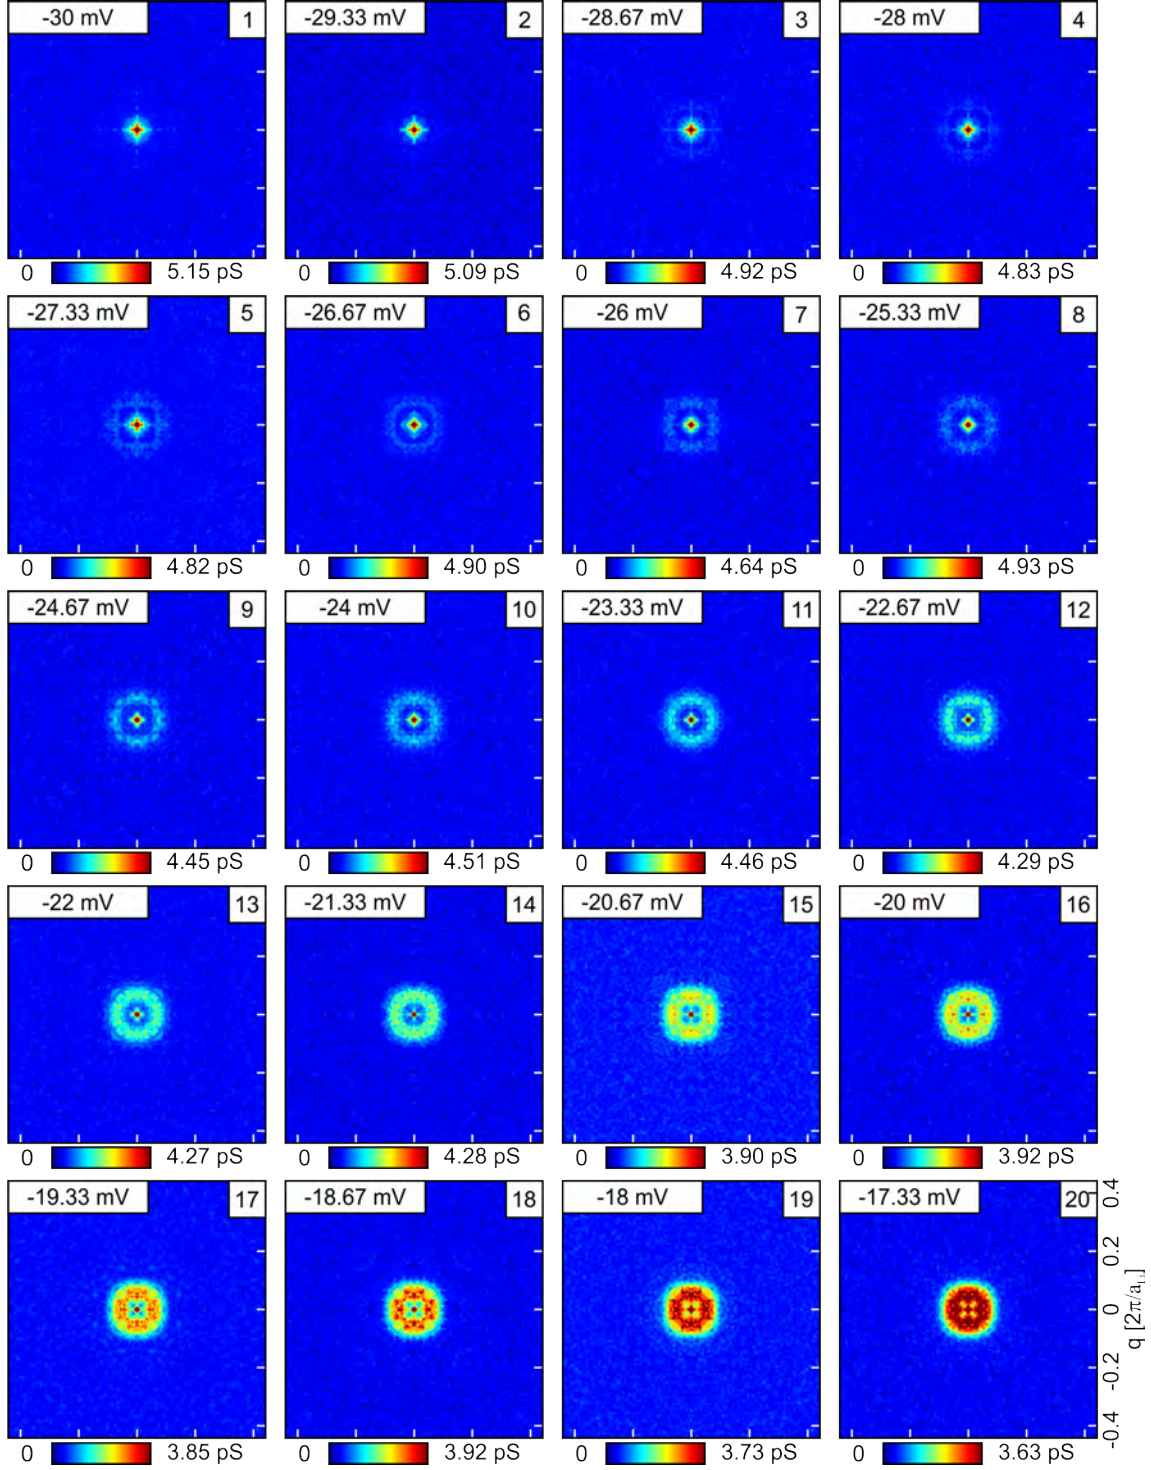 -30 mV 1 -29.33 mV 2 -28.67 mV 3 -28 mV 4
0 5.15 pS 0 5.09 pS 0 4.92 pS 0 4.83 pS
-27.33 mV 5 -26.67 mV 6 -26 mV 7 -25.33 mV 8
0 4.82 pS 0 4.90 pS 0 4.64 pS 0 4.93 pS
-24.67 mV 9 -24 mV 10 -23.33 mV 11 -22.67 mV 12
0 4.45 pS 0 4.51 pS 0 4.46 pS 0 4.29 pS
-22 mV 13 -21.33 mV 14 -20.67 mV 15 -20 mV 16
0 4.27 pS 0 4.28 pS 0 3.90 pS 0 3.92 pS
-19.33 mV 17 -18.67 mV 18 -18 mV 19 -17.33 mV 20
0 3.85 pS 0 3.92 pS 0 3.73 pS 0 3.63 pS
-0.4 -0.2 0 0.2 0.4
q [2π/a